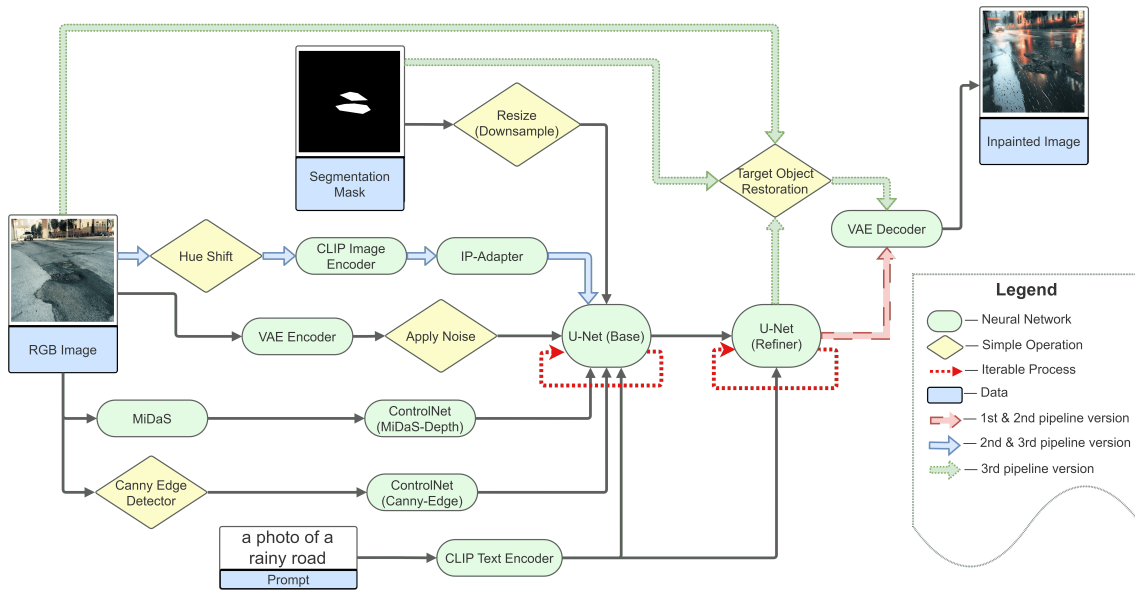 Resize
(Downsample)
Segmentation
Mask
Inpainted Image
Target Object
Restoration
VAE Decoder
Hue Shift
CLIP Image
Encoder
IP-Adapter
RGB Image
VAE Encoder
Apply Noise
U-Net (Base)
U-Net
(Refiner)
MiDaS
ControlNet
(MiDaS-Depth)
Canny Edge
Detector
ControlNet
(Canny-Edge)
a photo of a
rainy road
Prompt
CLIP Text Encoder
Legend
— Neural Network
— Simple Operation
— Iterable Process
— Data
— 1st & 2nd pipeline version
— 2nd & 3rd pipeline version
— 3rd pipeline version